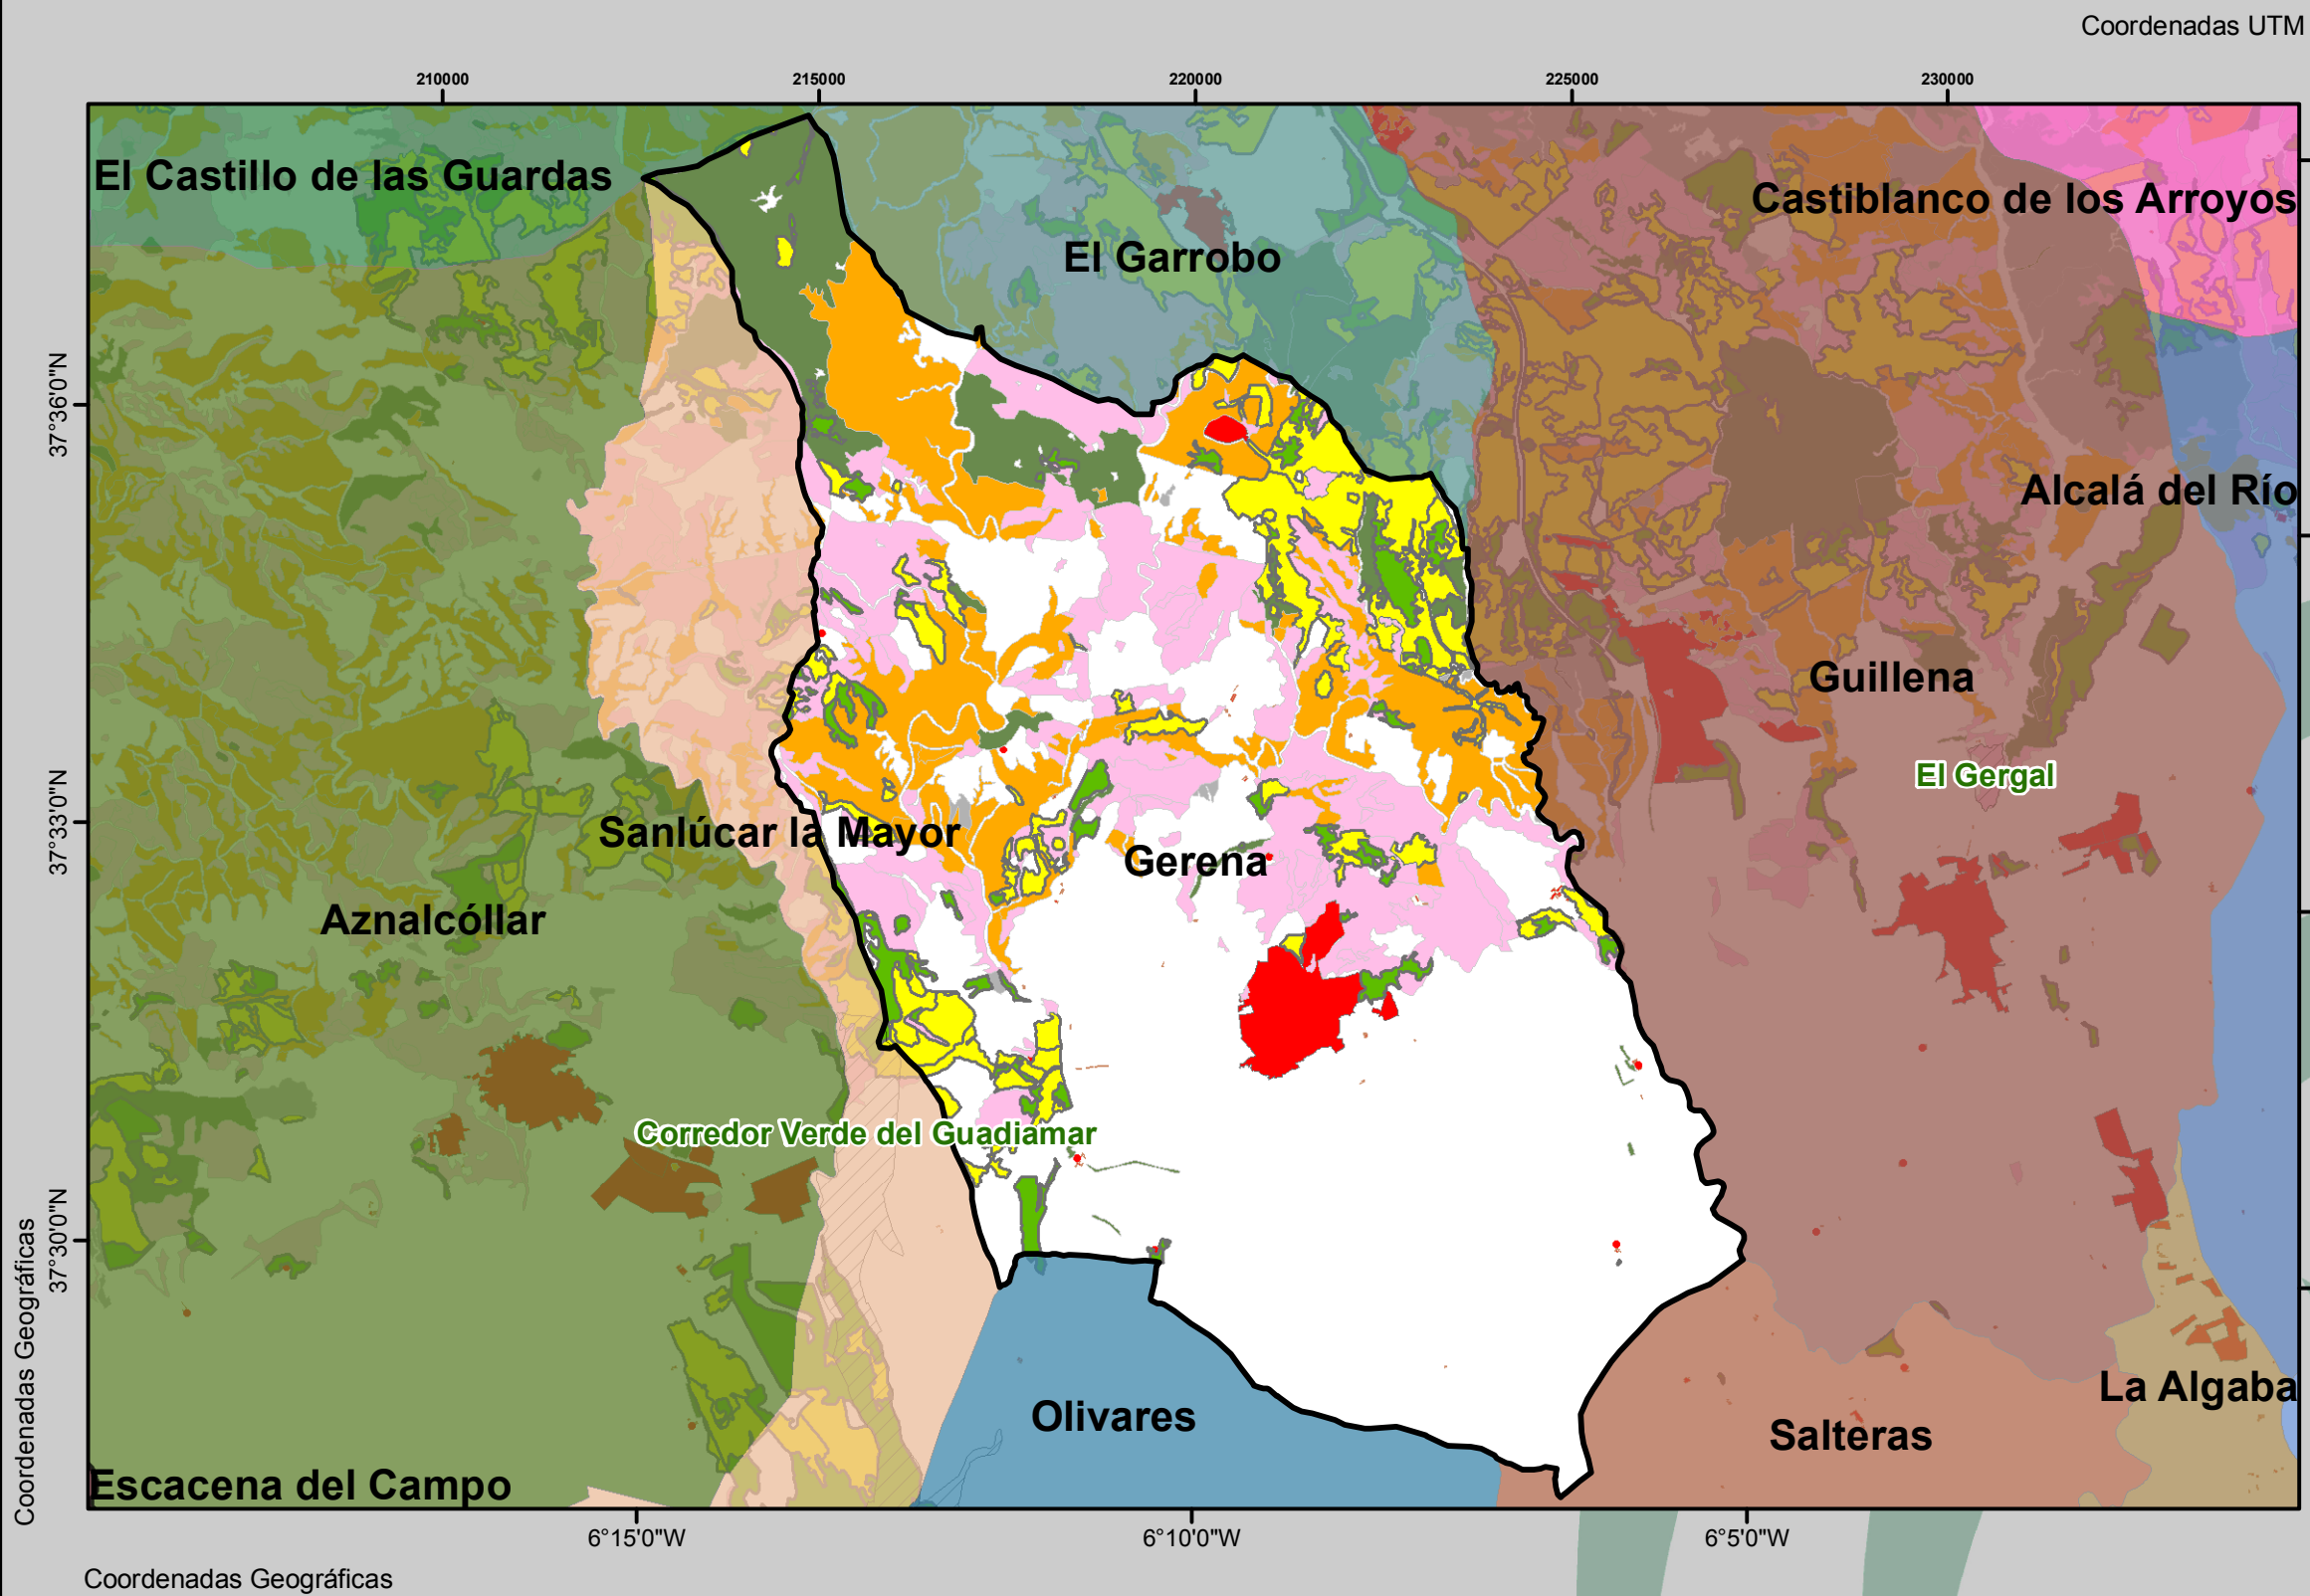 Coordenadas UTM
210000
215000
220000
225000
230000
El Castillo de las Guardas
Castiblanco de los Arroyos
El Garrobo
37°36'0"N
Alcalá del Río
Guillena
El Gergal
37°33'0"N
Sanlúcar la Mayor
Gerena
Aznalcóllar
Corredor Verde del Guadiamar
37°30'0"N
Coordenadas Geográficas
La Algaba
Olivares
Salteras
Escacena del Campo
6°15'0"W
6°10'0"W
6°5'0"W
Coordenadas Geográficas